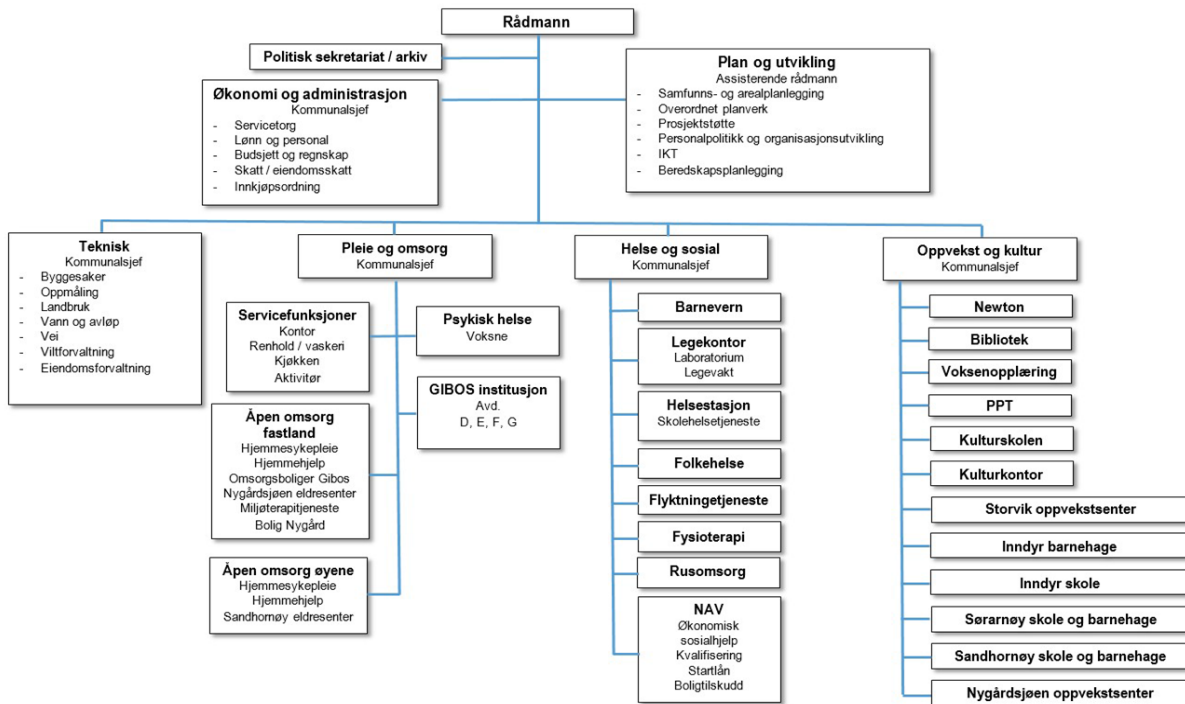 Rådmann
Politisk sekretariat / arkiv
Økonomi og administrasjon
Kommunalsjef
- Servicetorg
- Lønn og personal
- Budsjett og regnskap
- Skatt / eiendomsskatt
- Innkjøpsordning
Plan og utvikling
Assisterende rådmann
- Samfunns- og arealplanlegging
- Overordnet planverk
- Prosjektstøtte
- Personalpolitikk og organisasjonsutvikling
- IKT
- Beredskapsplanlegging
Teknisk
Kommunalsjef
- Byggesaker
- Oppmåling
- Landbruk
- Vann og avløp
- Vei
- Viltforvaltning
- Eiendomsforvaltning
Pleie og omsorg
Kommunalsjef
Servicefunksjoner
Kontor
Renhold / vaskeri
Kjøkken
Aktivitør
Psykisk helse
Voksne
GIBOS institusjon
Avd.
D, E, F, G
Åpen omsorg
fastland
Hjemmesykepleie
Hjemmehjelp
Omsorgsboliger Gibos
Nygårdsjøen eldresenter
Miljøterapitjeneste
Bolig Nygård
Åpen omsorg øyene
Hjemmesykepleie
Hjemmehjelp
Sandhornøy eldresenter
Helse og sosial
Kommunalsjef
Barnevern
Legekontor
Laboratorium
Legevakt
Helsestasjon
Skolehelsetjeneste
Folkehelse
Flyktningetjeneste
Fysioterapi
Rusomsorg
NAV
Økonomisk
sosialhjelp
Kvalifisering
Startlån
Boligtilskudd
Oppvekst og kultur
Kommunalsjef
Newton
Bibliotek
Voksenopplæring
PPT
Kulturskolen
Kulturkontor
Storvik oppvekstsenter
Inndyr barnehage
Inndyr skole
Sørarnøy skole og barnehage
Sandhornøy skole og barnehage
Nygårdsjøen oppvekstsenter